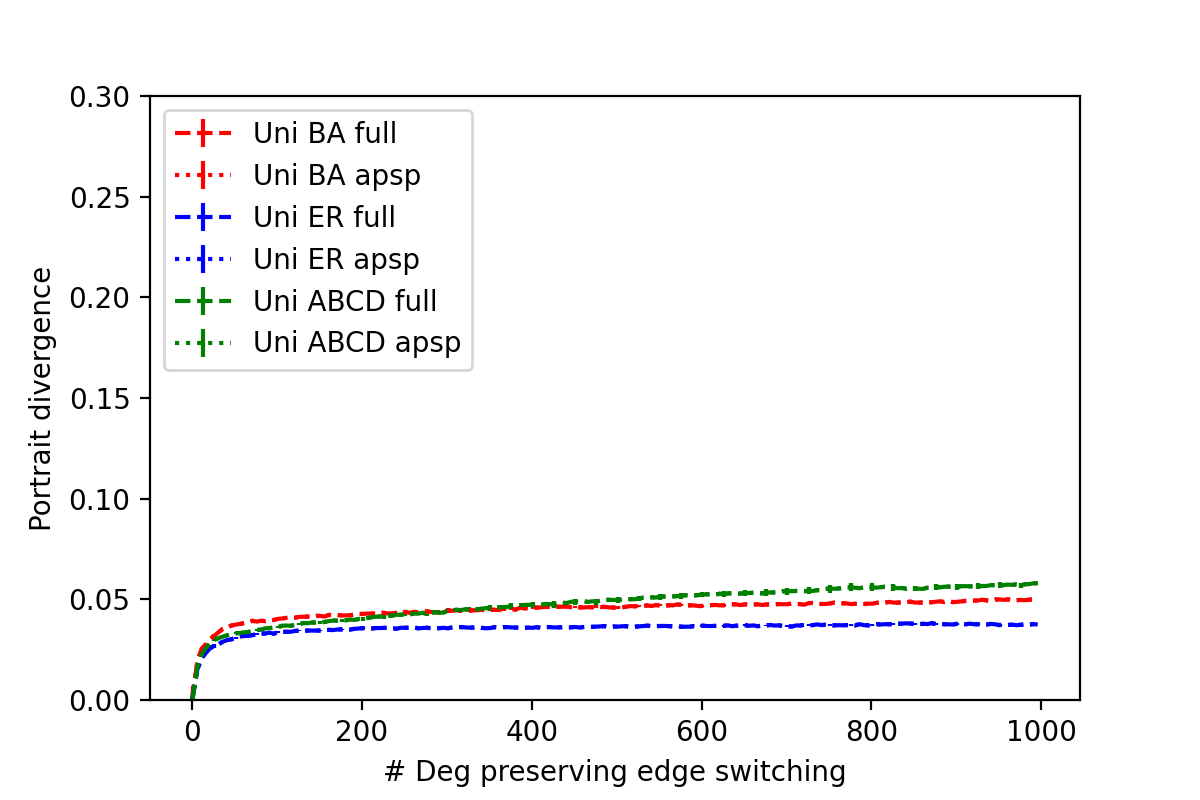 0.30
0.25
0.20
0.15
0.10
0.05
0.00
Portrait divergence
Uni BA full
Uni BA apsp
Uni ER full
Uni ER apsp
Uni ABCD full
Uni ABCD apsp
0 200 400 600 800 1000
# Deg preserving edge switching